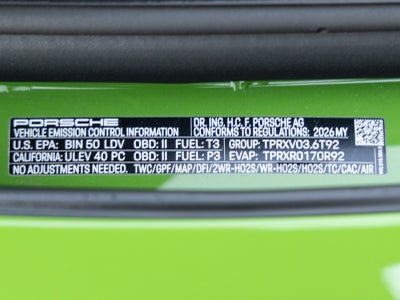 PORSCHE DR. ING. H.C. F. PORSCHE AG
VEHICLE EMISSION CONTROL INFORMATION CONFORMS TO REGULATIONS: 2026 MY
U.S. EPA: BIN 50 LDV OBD: II FUEL: T3 GROUP: TPRXV03.6T92
CALIFORNIA: ULEV 40 PC OBD: II FUEL: P3 EVAP: TPRXR0170R92
NO ADJUSTMENTS NEEDED. TWC/GPF/MAP/DFI/2WR-HO2S/WR-HO2S/HO2S/TC/CAC/AIR